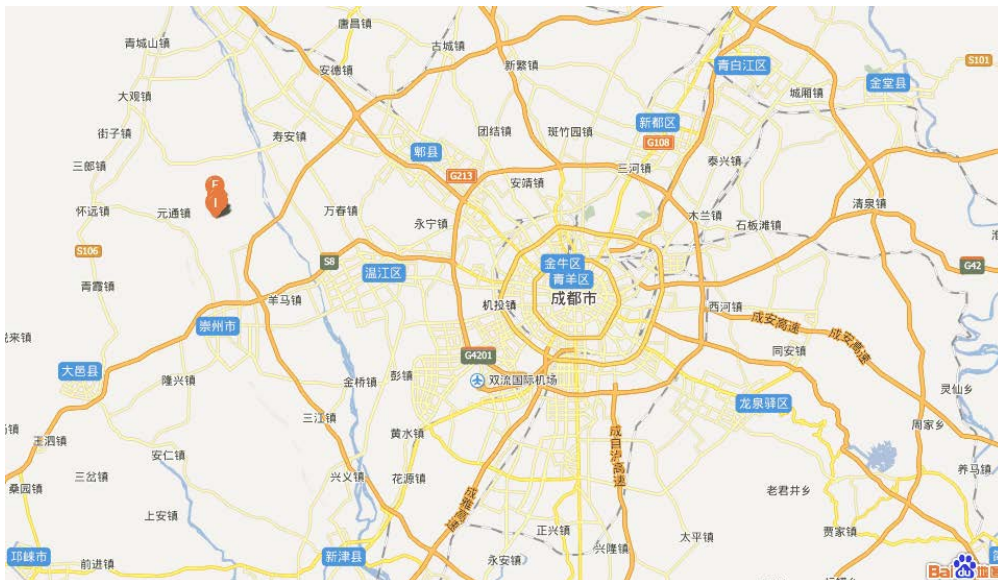 唐昌镇
青城山镇
古城镇
新繁镇
安德镇
青白江区
S101
金堂县
城厢镇
大观镇
街子镇
寿安镇
团结镇
斑竹园镇
新都区
G108
郫县
三郎镇
G213
安靖镇
三河镇
泰兴镇
F
I
怀远镇
元通镇
万春镇
永宁镇
木兰镇
石板滩镇
清泉镇
S106
S8
温江区
金牛区
青羊区
G42
青霞镇
羊马镇
机投镇
成都市
西河镇
崇州市
成安高速
成安高速
悦来镇
G4201
同安镇
大邑县
隆兴镇
金桥镇
彭镇
双流国际机场
灵仙乡
龙泉驿区
三江镇
黄水镇
周家乡
王泗镇
安仁镇
成自泸高速
三岔镇
兴义镇
花源镇
养马镇
桑园镇
成雅高速
老君井乡
上安镇
正兴镇
贾家镇
太平镇
邛崃市
前进镇
新津县
永安镇
兴隆镇
Bai du 地图